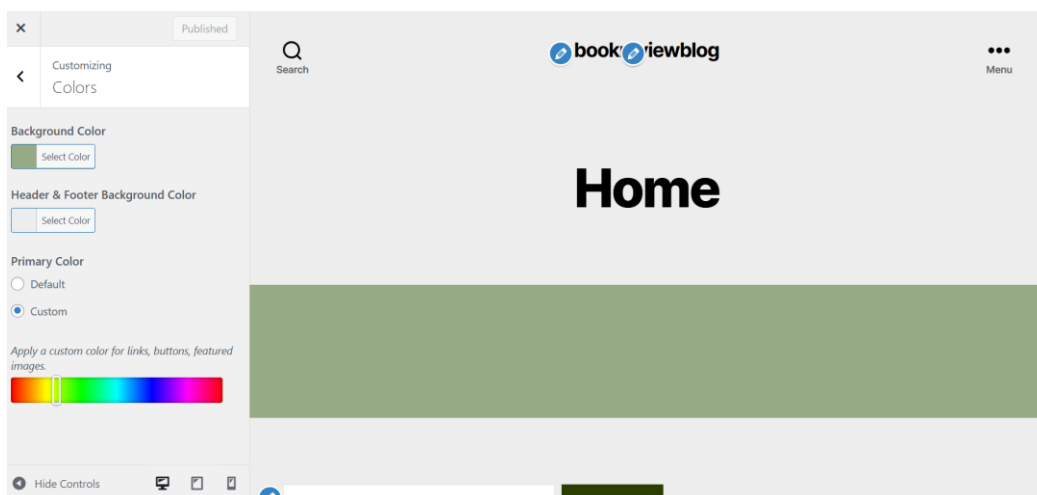 Published
Customizing
Colors
Background Color
Select Color
Header & Footer Background Color
Select Color
Primary Color
Default
Custom
Apply a custom color for links, buttons, featured
images.
Hide Controls
Search
Menu
Home